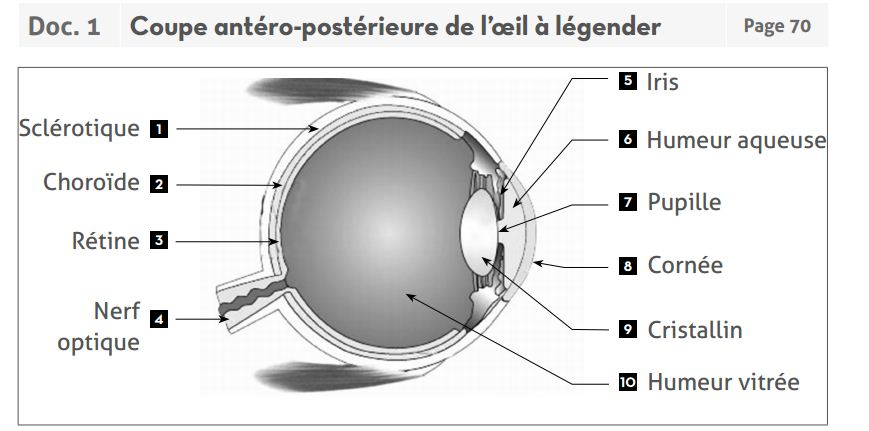 Doc. 1 Coupe antéro-postérieure de l'œil à légender Page 70
Sclérotique 1
Choroïde 2
Rétine 3
Nerf
optique 4
5 Iris
6 Humeur aqueuse
7 Pupille
8 Cornée
9 Cristallin
10 Humeur vitrée